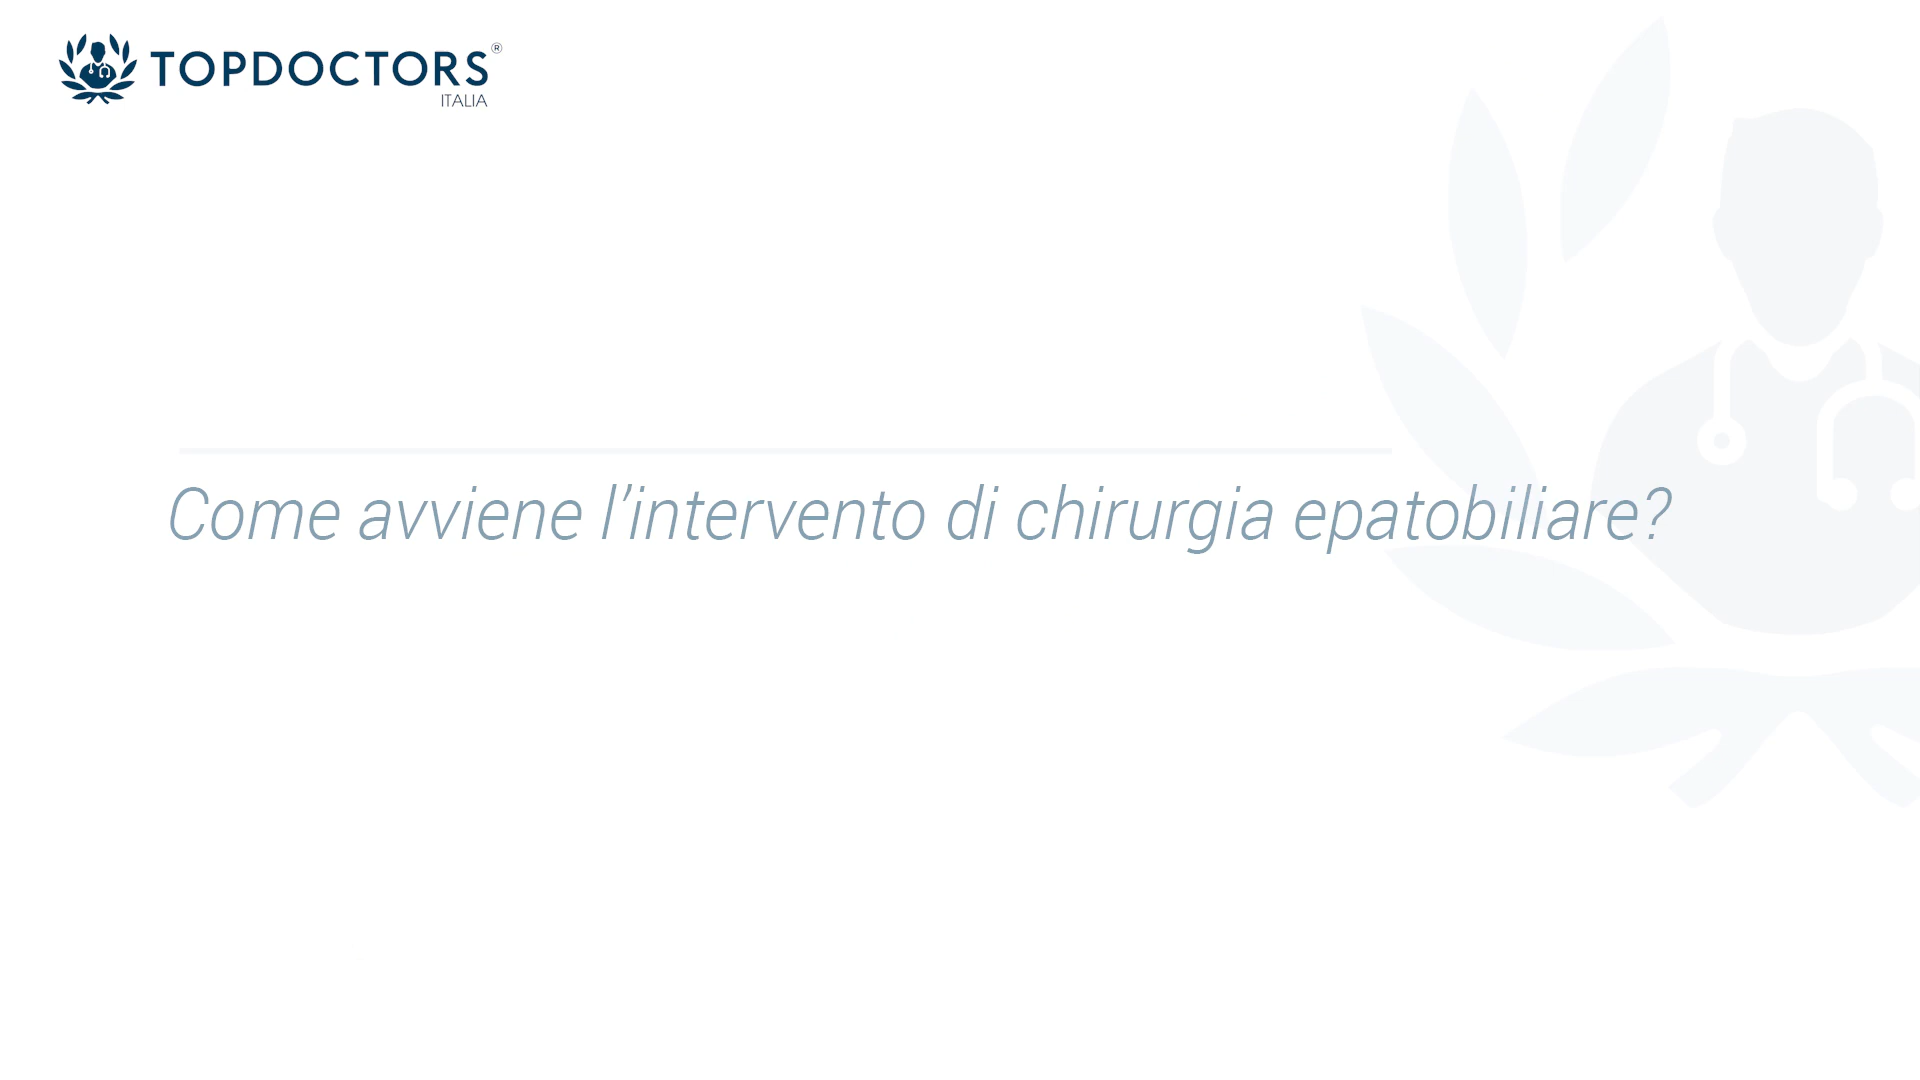 TOPDOCTORS®
ITALIA
Come avviene l’intervento di chirurgia epatobiliare?